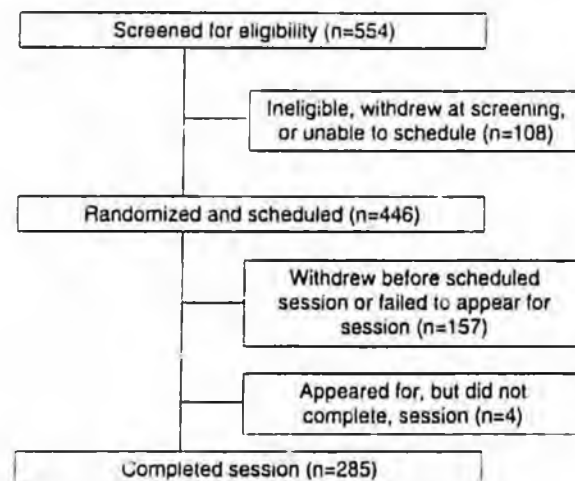 Screened for eligibility (n=554)
Ineligible, withdrew at screening,
or unable to schedule (n=108)
Randomized and scheduled (n=446)
Withdrew before scheduled
session or failed to appear for
session (n=157)
Appeared for, but did not
complete, session (n=4)
Completed session (n=285)